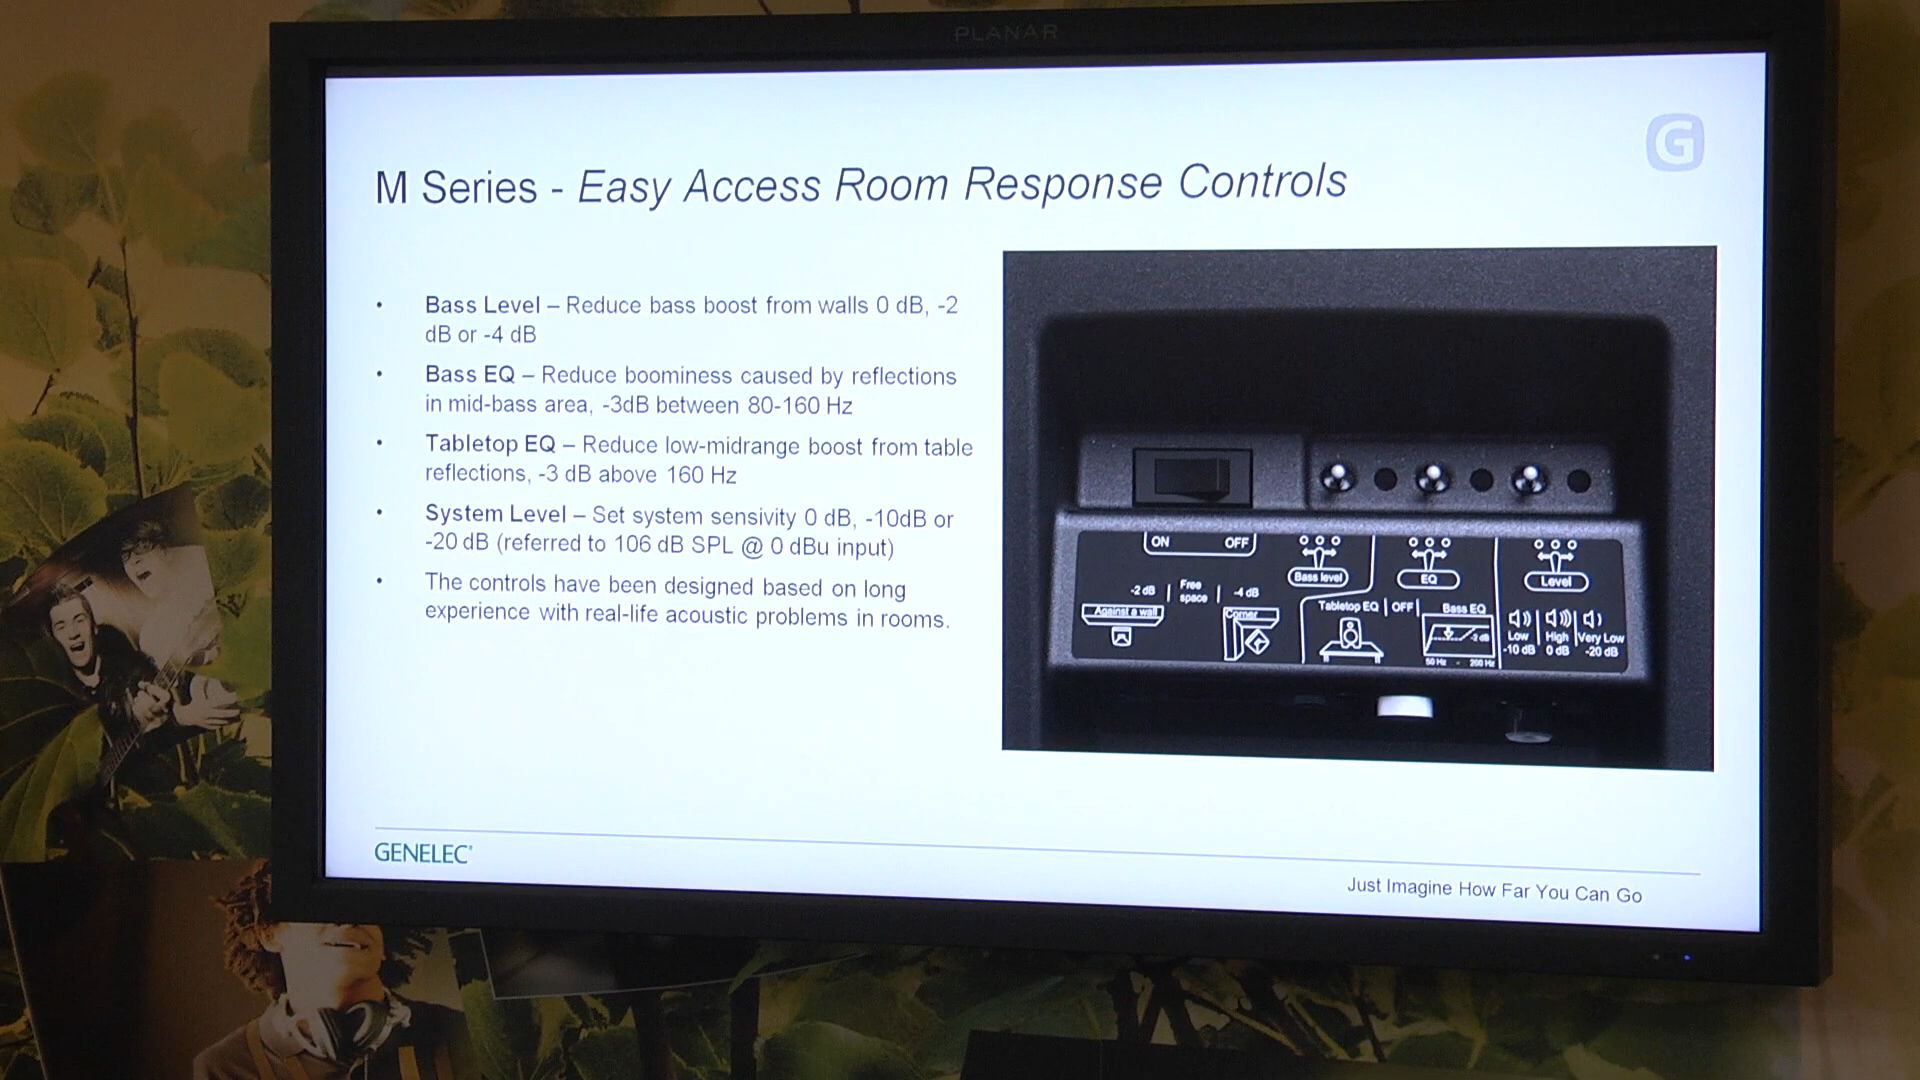 PLANAR
G
M Series - Easy Access Room Response Controls
• Bass Level – Reduce bass boost from walls 0 dB, -2
dB or -4 dB
• Bass EQ – Reduce boominess caused by reflections
in mid-bass area, -3dB between 80-160 Hz
• Tabletop EQ – Reduce low-midrange boost from table
reflections, -3 dB above 160 Hz
• System Level – Set system sensivity 0 dB, -10dB or
-20 dB (referred to 106 dB SPL @ 0 dBu input)
• The controls have been designed based on long
experience with real-life acoustic problems in rooms.
ON OFF
Bass level
EQ
Level
-2 dB
Free
space
-4 dB
Against a wall
Corner
Tabletop EQ
OFF
Bass EQ
-2 dB
50 Hz - 200 Hz
Low
-10 dB
High
0 dB
Very Low
-20 dB
GENELEC®
Just Imagine How Far You Can Go